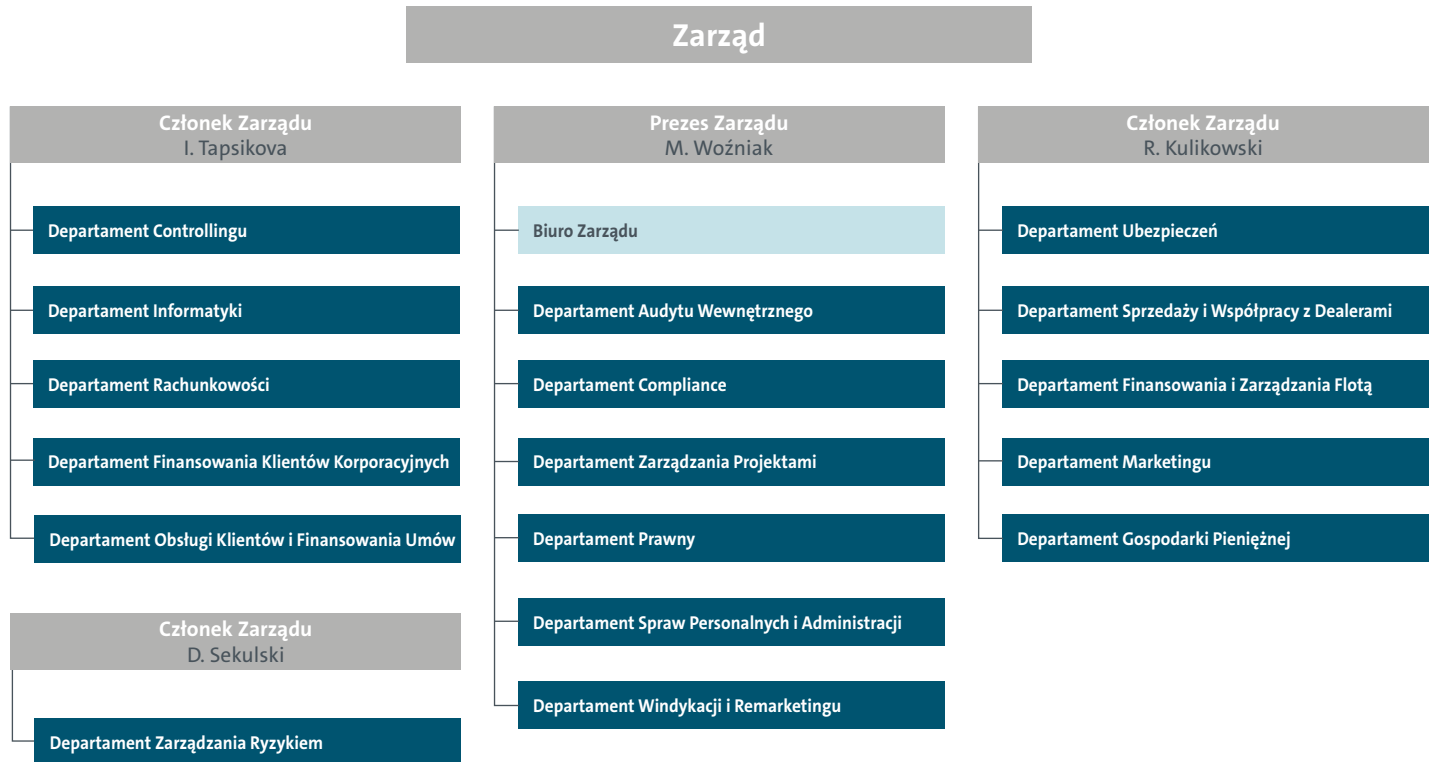 Zarząd
Członek Zarządu
I. Tapsikova
Departament Controllingu
Departament Informatyki
Departament Rachunkowości
Departament Finansowania Klientów Korporacyjnych
Departament Obsługi Klientów i Finansowania Umów
Członek Zarządu
D. Sekulski
Departament Zarządzania Ryzykiem
Prezes Zarządu
M. Woźniak
Biuro Zarządu
Departament Audytu Wewnętrznego
Departament Compliance
Departament Zarządzania Projektami
Departament Prawny
Departament Spraw Personalnych i Administracji
Departament Windykacji i Remarketingu
Członek Zarządu
R. Kulikowski
Departament Ubezpieczeń
Departament Sprzedaży i Współpracy z Dealerami
Departament Finansowania i Zarządzania Flotą
Departament Marketingu
Departament Gospodarki Pieniężnej